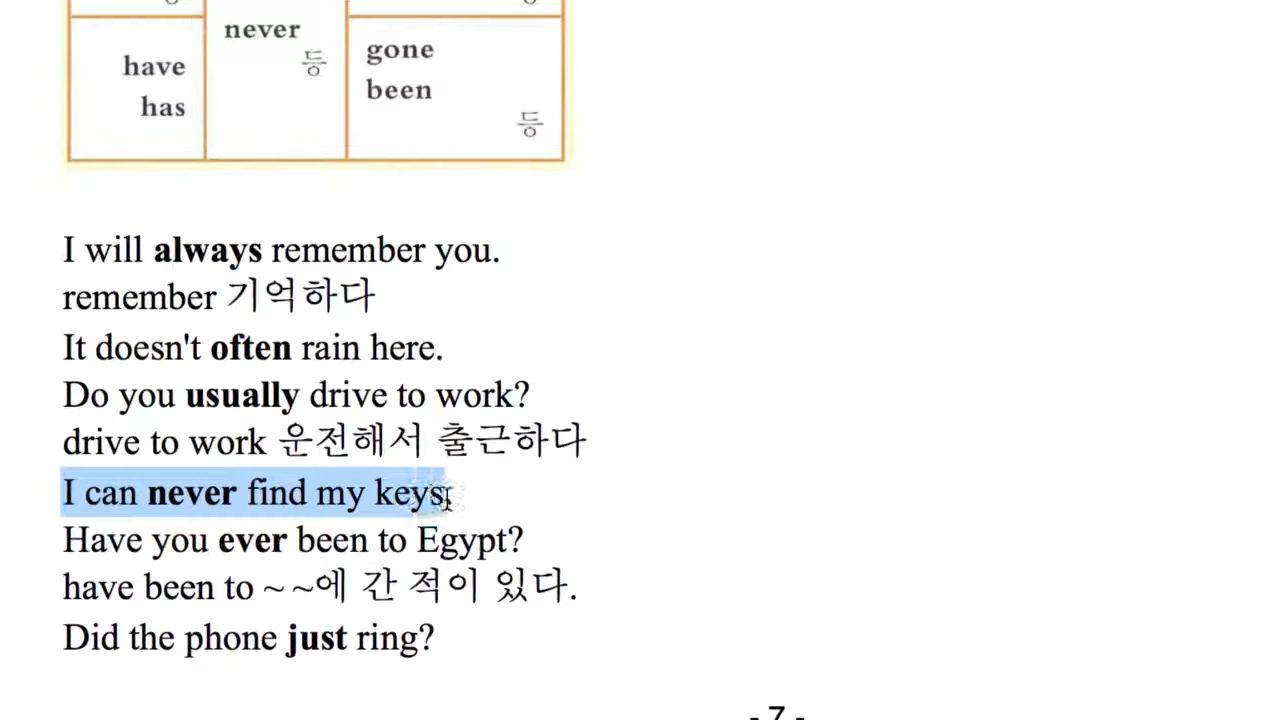 never
등
gone
have
been
has
등
I will always remember you.
remember 기억하다
It doesn't often rain here.
Do you usually drive to work?
drive to work 운전해서 출근하다
I can never find my keys
Have you ever been to Egypt?
have been to ~ ~에 간 적이 있다.
Did the phone just ring?
- 7 -